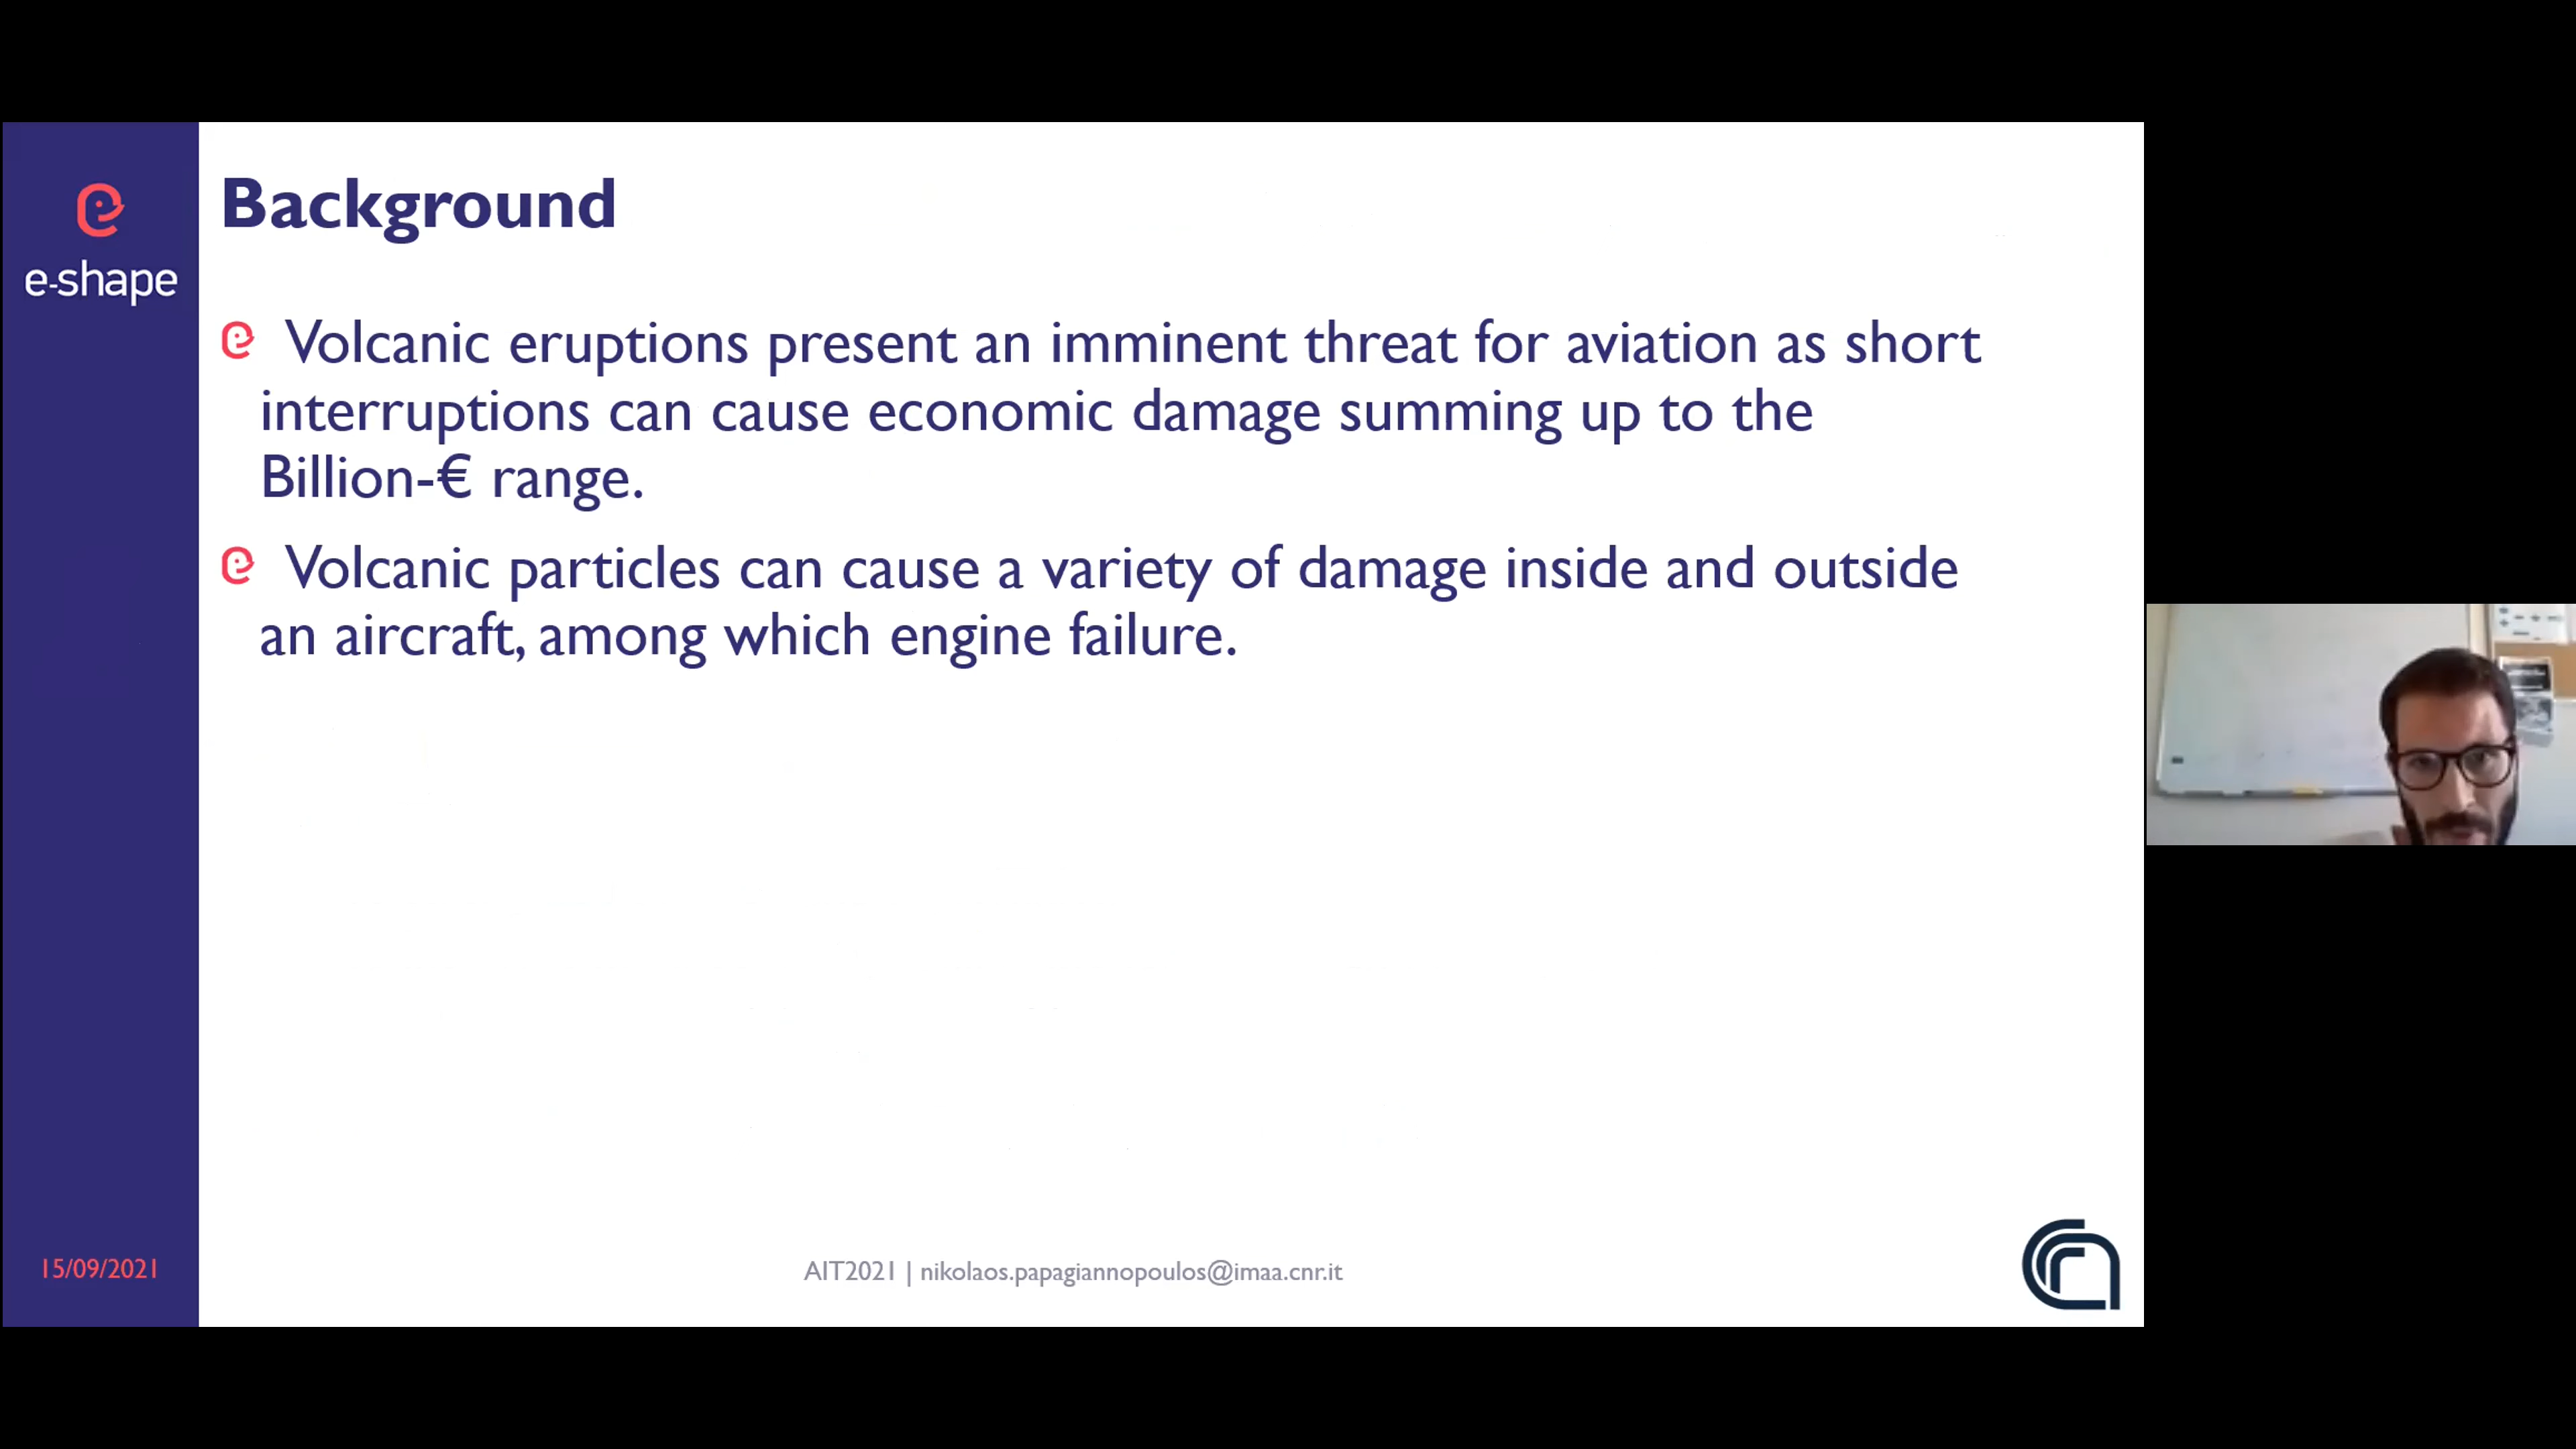 e-shape
Background
Volcanic eruptions present an imminent threat for aviation as short
interruptions can cause economic damage summing up to the
Billion-€ range.
Volcanic particles can cause a variety of damage inside and outside
an aircraft, among which engine failure.
15/09/2021
AIT2021 | nikolaos.papagiannopoulos@imaa.cnr.it